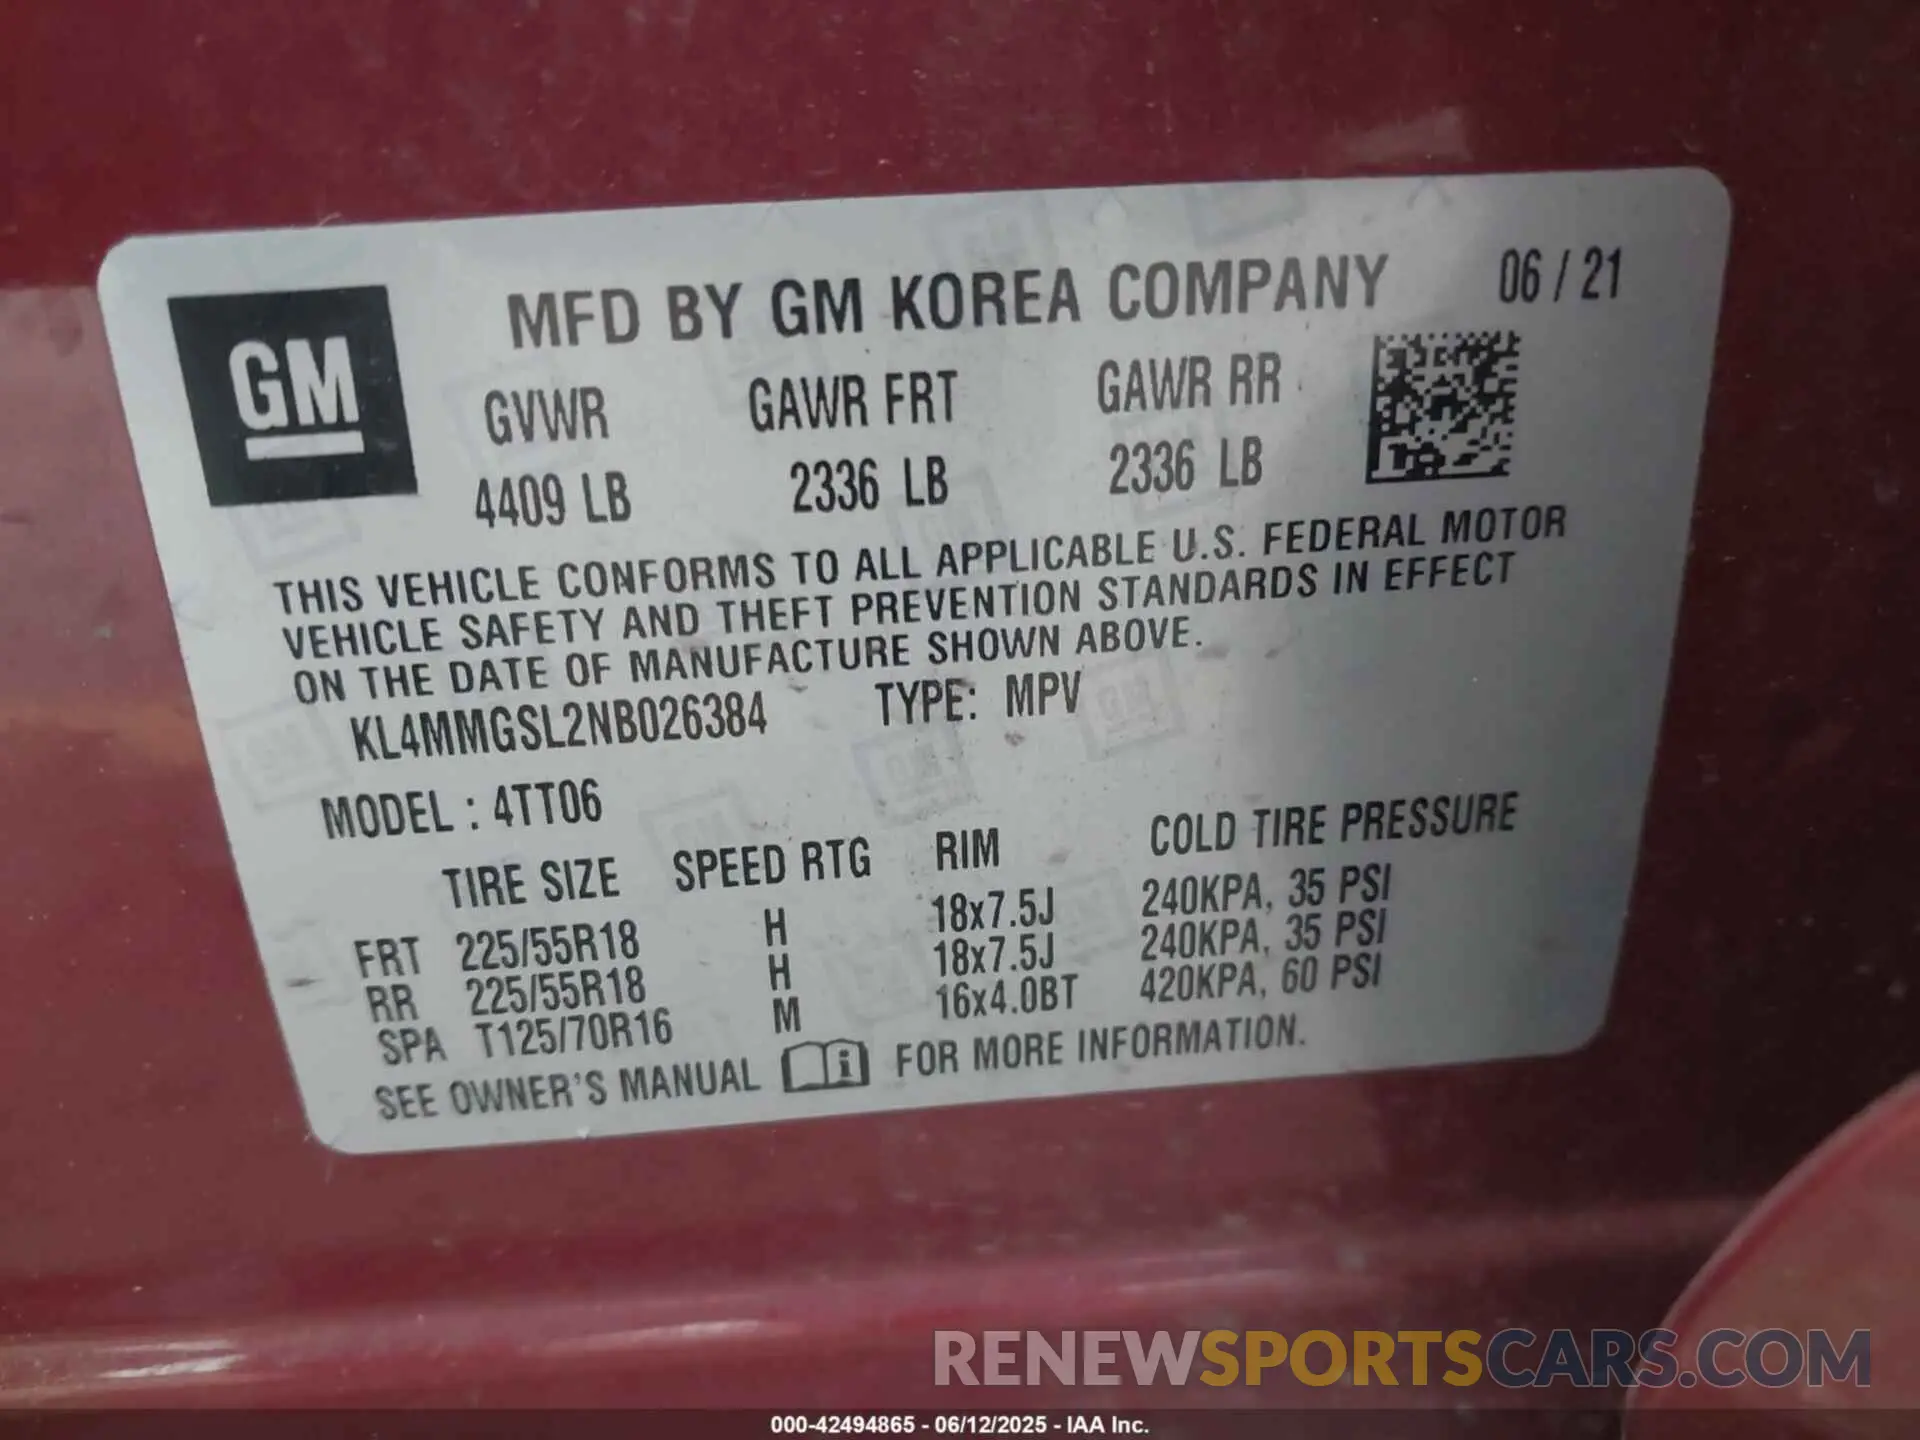 GM
MFD BY GM KOREA COMPANY 06 / 21
GVWR GAWR FRT GAWR RR
4409 LB 2336 LB 2336 LB
THIS VEHICLE CONFORMS TO ALL APPLICABLE U.S. FEDERAL MOTOR
VEHICLE SAFETY AND THEFT PREVENTION STANDARDS IN EFFECT
ON THE DATE OF MANUFACTURE SHOWN ABOVE.
KL4MMGSL2NB026384 TYPE: MPV
MODEL : 4TT06
TIRE SIZE SPEED RTG RIM COLD TIRE PRESSURE
FRT 225/55R18 H 18x7.5J 240KPA, 35 PSI
RR 225/55R18 H 18x7.5J 240KPA, 35 PSI
SPA T125/70R16 M 16x4.0BT 420KPA, 60 PSI
SEE OWNER'S MANUAL i FOR MORE INFORMATION.
RENEWSPORTSCARS.COM
000-42494865 - 06/12/2025 - IAA Inc.